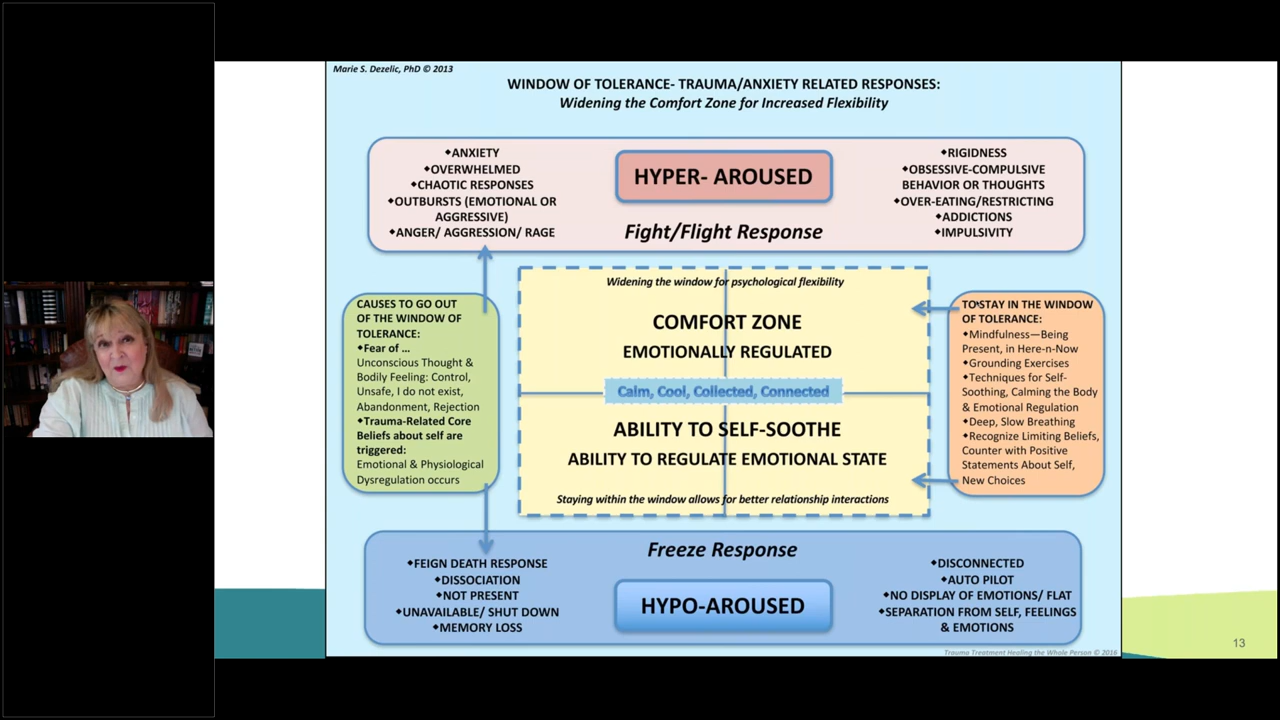 Marie S. Dezelic, PhD © 2013
WINDOW OF TOLERANCE- TRAUMA/ANXIETY RELATED RESPONSES:
Widening the Comfort Zone for Increased Flexibility
◆ANXIETY
◆OVERWHELMED
◆CHAOTIC RESPONSES
◆OUTBURSTS (EMOTIONAL OR
AGGRESSIVE)
◆ANGER/ AGGRESSION/ RAGE
HYPER- AROUSED
Fight/Flight Response
◆RIGIDNESS
◆OBSESSIVE-COMPULSIVE
BEHAVIOR OR THOUGHTS
◆OVER-EATING/RESTRICTING
◆ADDICTIONS
◆IMPULSIVITY
CAUSES TO GO OUT
OF THE WINDOW OF
TOLERANCE:
◆Fear of ...
Unconscious Thought &
Bodily Feeling: Control,
Unsafe, I do not exist,
Abandonment, Rejection
◆Trauma-Related Core
Beliefs about self are
triggered:
Emotional & Physiological
Dysregulation occurs
Widening the window for psychological flexibility
COMFORT ZONE
EMOTIONALLY REGULATED
Calm, Cool, Collected, Connected
ABILITY TO SELF-SOOTHE
ABILITY TO REGULATE EMOTIONAL STATE
Staying within the window allows for better relationship interactions
TO STAY IN THE WINDOW
OF TOLERANCE:
◆Mindfulness—Being
Present, in Here-n-Now
◆Grounding Exercises
◆Techniques for Self-
Soothing, Calming the Body
& Emotional Regulation
◆Deep, Slow Breathing
◆Recognize Limiting Beliefs,
Counter with Positive
Statements About Self,
New Choices
Freeze Response
HYPO-AROUSED
◆FEIGN DEATH RESPONSE
◆DISSOCIATION
◆NOT PRESENT
◆UNAVAILABLE/ SHUT DOWN
◆MEMORY LOSS
◆DISCONNECTED
◆AUTO PILOT
◆NO DISPLAY OF EMOTIONS/ FLAT
◆SEPARATION FROM SELF, FEELINGS
& EMOTIONS
Trauma Treatment Healing the Whole Person © 2016
13